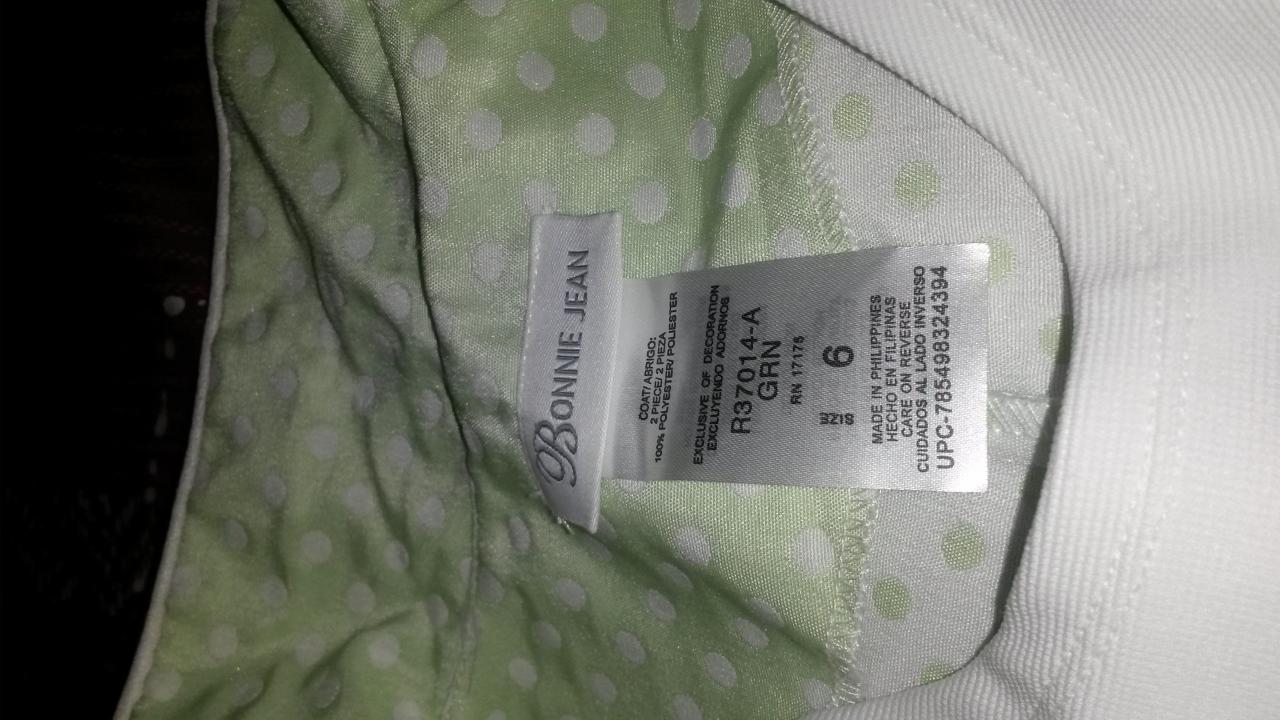 BONNIE JEAN
COAT/ABRIGO:
2 PIECE/ 2 PIEZA
100% POLYESTER/ POLIESTER
EXCLUSIVE OF DECORATION
EXCLUYENDO ADORNOS
R37014-A
GRN
RN 17175
6
MADE IN PHILIPPINES
HECHO EN FILIPINAS
CARE ON REVERSE
CUIDADOS AL LADO INVERSO
UPC-785498324394